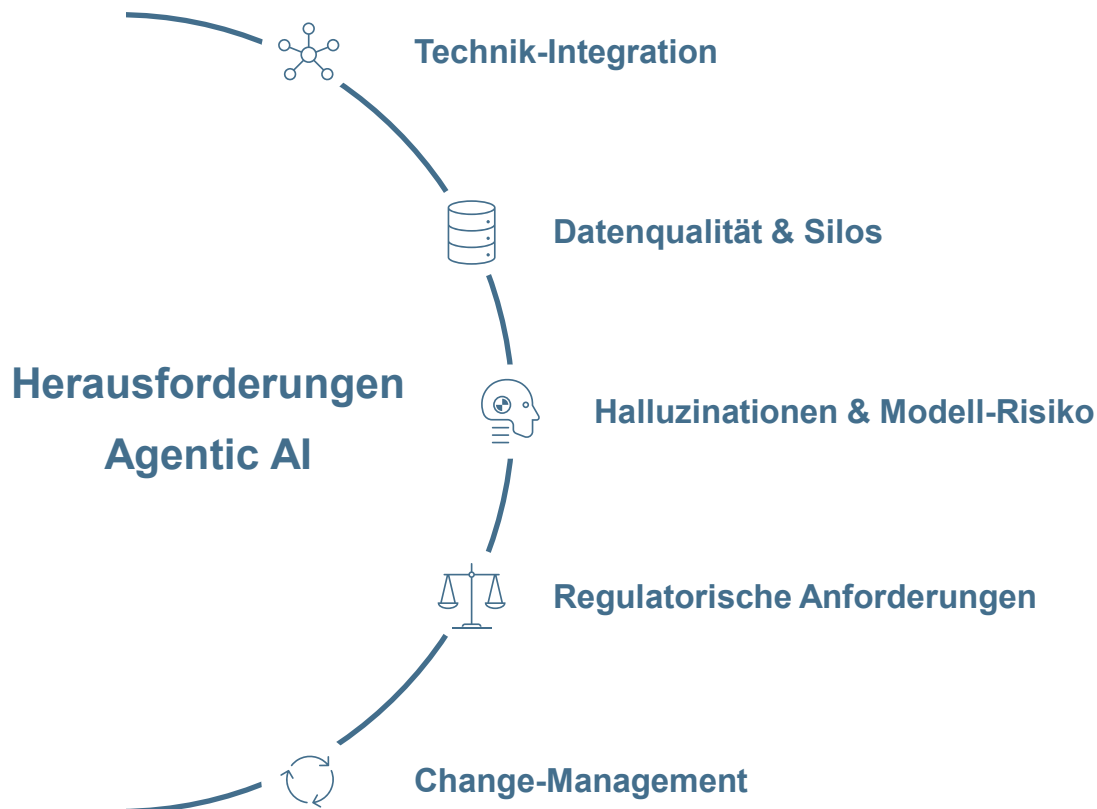 Technik-Integration
Datenqualität & Silos
Herausforderungen
Agentic AI
Halluzinationen & Modell-Risiko
Regulatorische Anforderungen
Change-Management